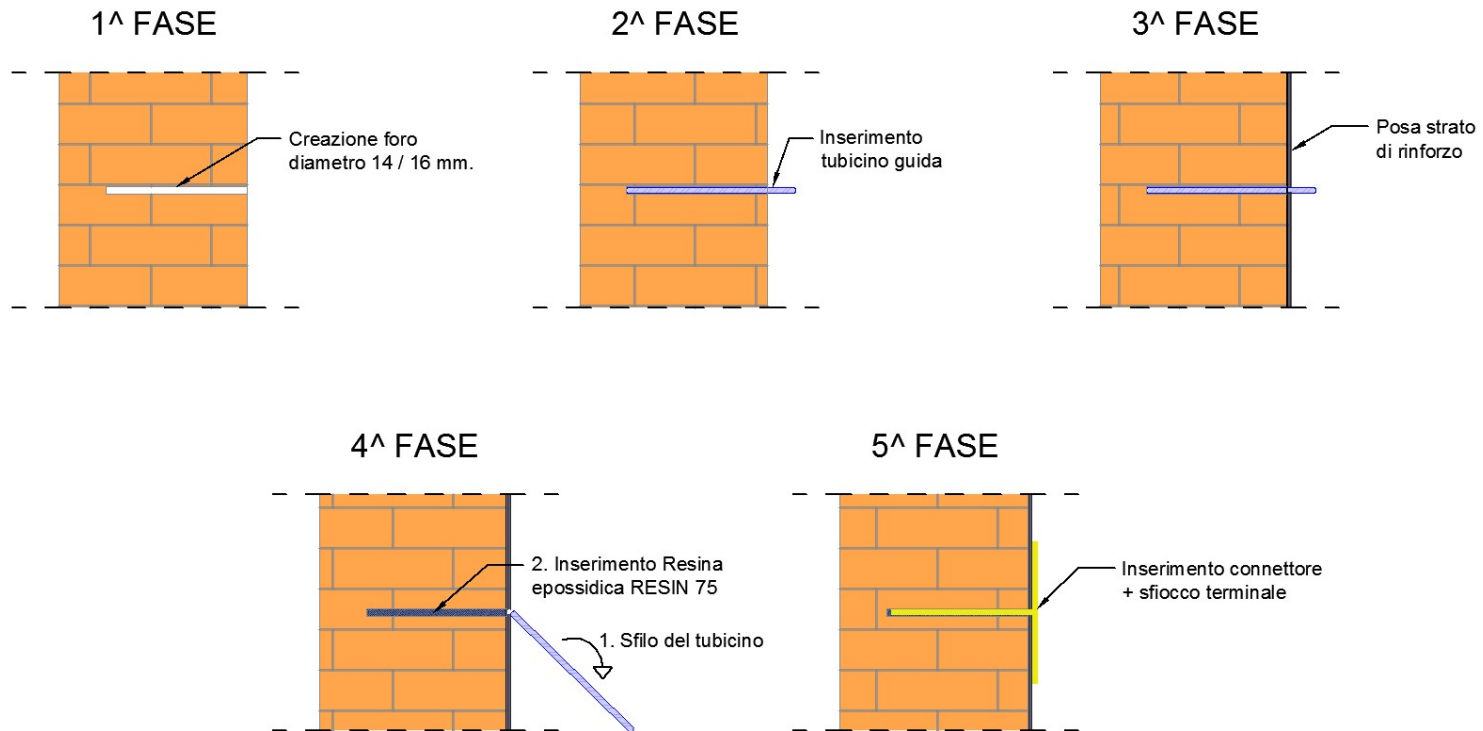 1^ FASE
Creazione foro
diametro 14 / 16 mm.
2^ FASE
Inserimento
tubicino guida
3^ FASE
Posa strato
di rinforzo
4^ FASE
2. Inserimento Resina
epossidica RESIN 75
1. Sfilo del tubicino
5^ FASE
Inserimento connettore
+ sfiocco terminale